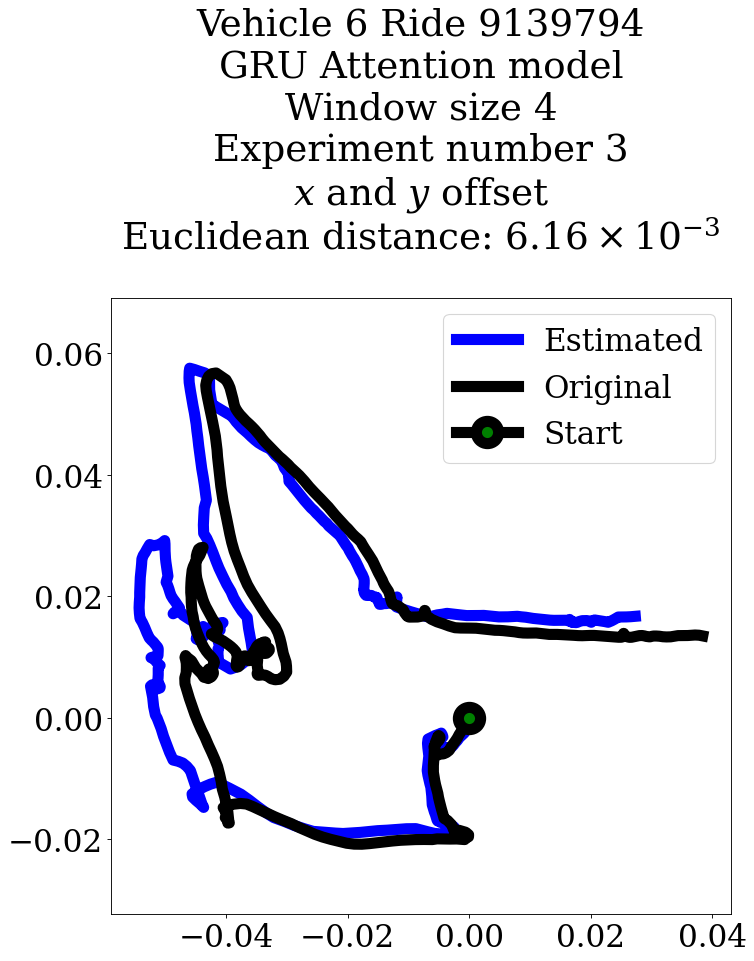 Vehicle 6 Ride 9139794
GRU Attention model
Window size 4
Experiment number 3
x and y offset
Euclidean distance: 6.16 × 10⁻³
Estimated
Original
Start
0.06
0.04
0.02
0.00
−0.02
−0.04
−0.02
0.00
0.02
0.04